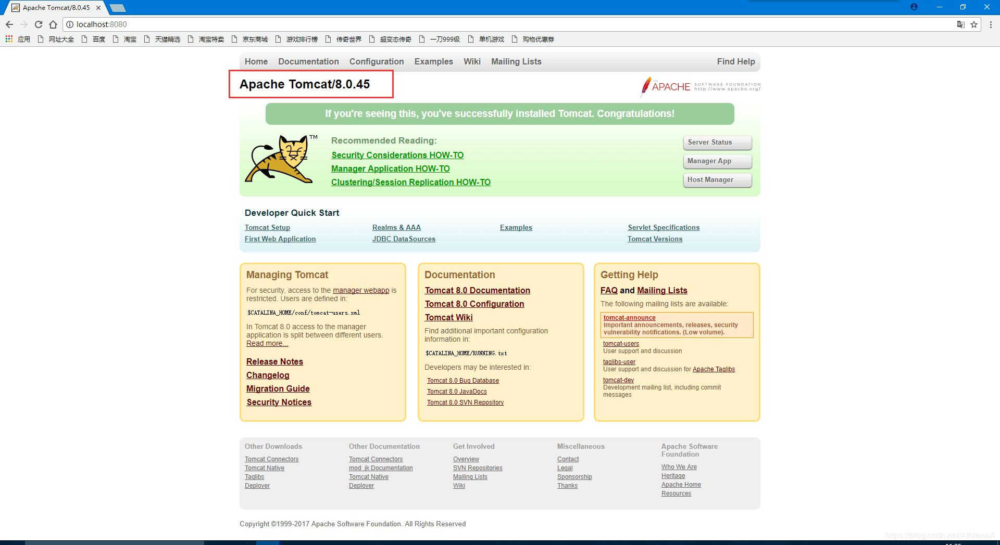 Apache Tomcat/8.0.45
localhost:8080
应用 网址大全 百度 淘宝 天猫精选 淘宝特卖 京东商城 游戏排行榜 传奇世界 超变态传奇 一刀999级 单机游戏 购物优惠券
Home Documentation Configuration Examples Wiki Mailing Lists Find Help
Apache Tomcat/8.0.45
THE APACHE SOFTWARE FOUNDATION
http://www.apache.org/
If you're seeing this, you've successfully installed Tomcat. Congratulations!
TM
Recommended Reading:
Security Considerations HOW-TO
Manager Application HOW-TO
Clustering/Session Replication HOW-TO
Server Status
Manager App
Host Manager
Developer Quick Start
Tomcat Setup
First Web Application
Realms & AAA
JDBC DataSources
Examples
Servlet Specifications
Tomcat Versions
Managing Tomcat
For security, access to the manager webapp is
restricted. Users are defined in:
$CATALINA_HOME/conf/tomcat-users.xml
In Tomcat 8.0 access to the manager
application is split between different users.
Read more...
Release Notes
Changelog
Migration Guide
Security Notices
Documentation
Tomcat 8.0 Documentation
Tomcat 8.0 Configuration
Tomcat Wiki
Find additional important configuration
information in:
$CATALINA_HOME/RUNNING.txt
Developers may be interested in:
Tomcat 8.0 Bug Database
Tomcat 8.0 JavaDocs
Tomcat 8.0 SVN Repository
Getting Help
FAQ and Mailing Lists
The following mailing lists are available:
tomcat-announce
Important announcements, releases, security
vulnerability notifications. (Low volume).
tomcat-users
User support and discussion
taglibs-user
User support and discussion for Apache Taglibs
tomcat-dev
Development mailing list, including commit
messages
Other Downloads
Tomcat Connectors
Tomcat Native
Taglibs
Deployer
Other Documentation
Tomcat Connectors
mod_jk Documentation
Tomcat Native
Deployer
Get Involved
Overview
SVN Repositories
Mailing Lists
Wiki
Miscellaneous
Contact
Legal
Sponsorship
Thanks
Apache Software
Foundation
Who We Are
Heritage
Apache Home
Resources
Copyright ©1999-2017 Apache Software Foundation. All Rights Reserved
https://blog.csdn.net/AthlenaA